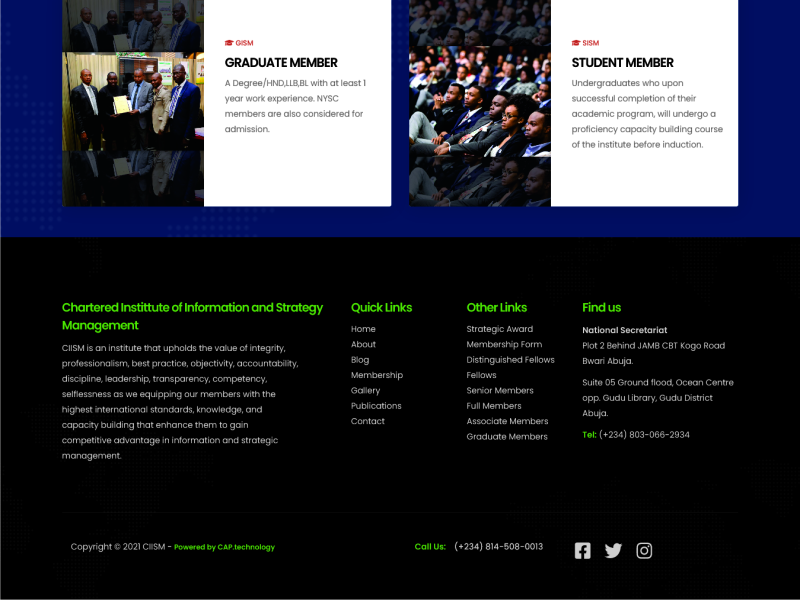 GISM
GRADUATE MEMBER
A Degree/HND,LLB,BL with at least 1
year work experience. NYSC
members are also considered for
admission.
SISM
STUDENT MEMBER
Undergraduates who upon
successful completion of their
academic program, will undergo a
proficiency capacity building course
of the institute before induction.
Chartered Instittute of Information and Strategy
Management
CIISM is an institute that upholds the value of integrity,
professionalism, best practice, objectivity, accountability,
discipline, leadership, transparency, competency,
selflessness as we equipping our members with the
highest international standards, knowledge, and
capacity building that enhance them to gain
competitive advantage in information and strategic
management.
Quick Links
Home
About
Blog
Membership
Gallery
Publications
Contact
Other Links
Strategic Award
Membership Form
Distinguished Fellows
Fellows
Senior Members
Full Members
Associate Members
Graduate Members
Find us
National Secretariat
Plot 2 Behind JAMB CBT Kogo Road
Bwari Abuja.
Suite 05 Ground flood, Ocean Centre
opp. Gudu Library, Gudu District
Abuja.
Tel: (+234) 803-066-2934
Copyright © 2021 CIISM - Powered by CAP.technology
Call Us: (+234) 814-508-0013